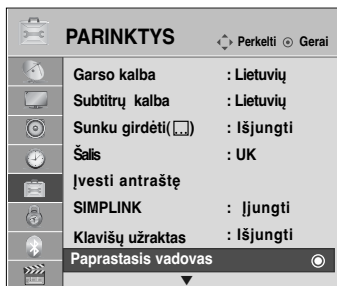 PARINKTYS Perkelti Gerai
Garso kalba : Lietuvių
Subtitrų kalba : Lietuvių
Sunku girdėti( ) : Išjungti
Šalis : UK
Įvesti antraštę
SIMPLINK : Įjungti
Klavišų užraktas : Išjungti
Paprastasis vadovas